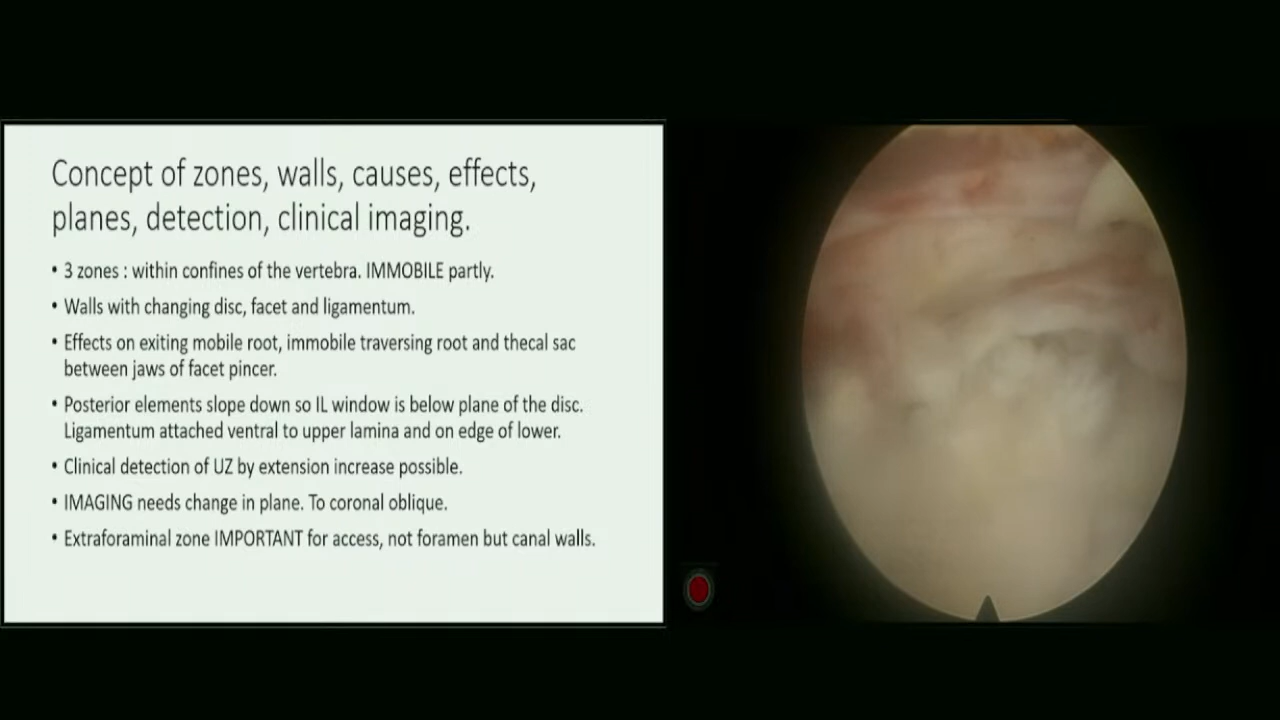 Concept of zones, walls, causes, effects,
planes, detection, clinical imaging.
• 3 zones : within confines of the vertebra. IMMOBILE partly.
• Walls with changing disc, facet and ligamentum.
• Effects on exiting mobile root, immobile traversing root and thecal sac
between jaws of facet pincer.
• Posterior elements slope down so IL window is below plane of the disc.
Ligamentum attached ventral to upper lamina and on edge of lower.
• Clinical detection of UZ by extension increase possible.
• IMAGING needs change in plane. To coronal oblique.
• Extraforaminal zone IMPORTANT for access, not foramen but canal walls.